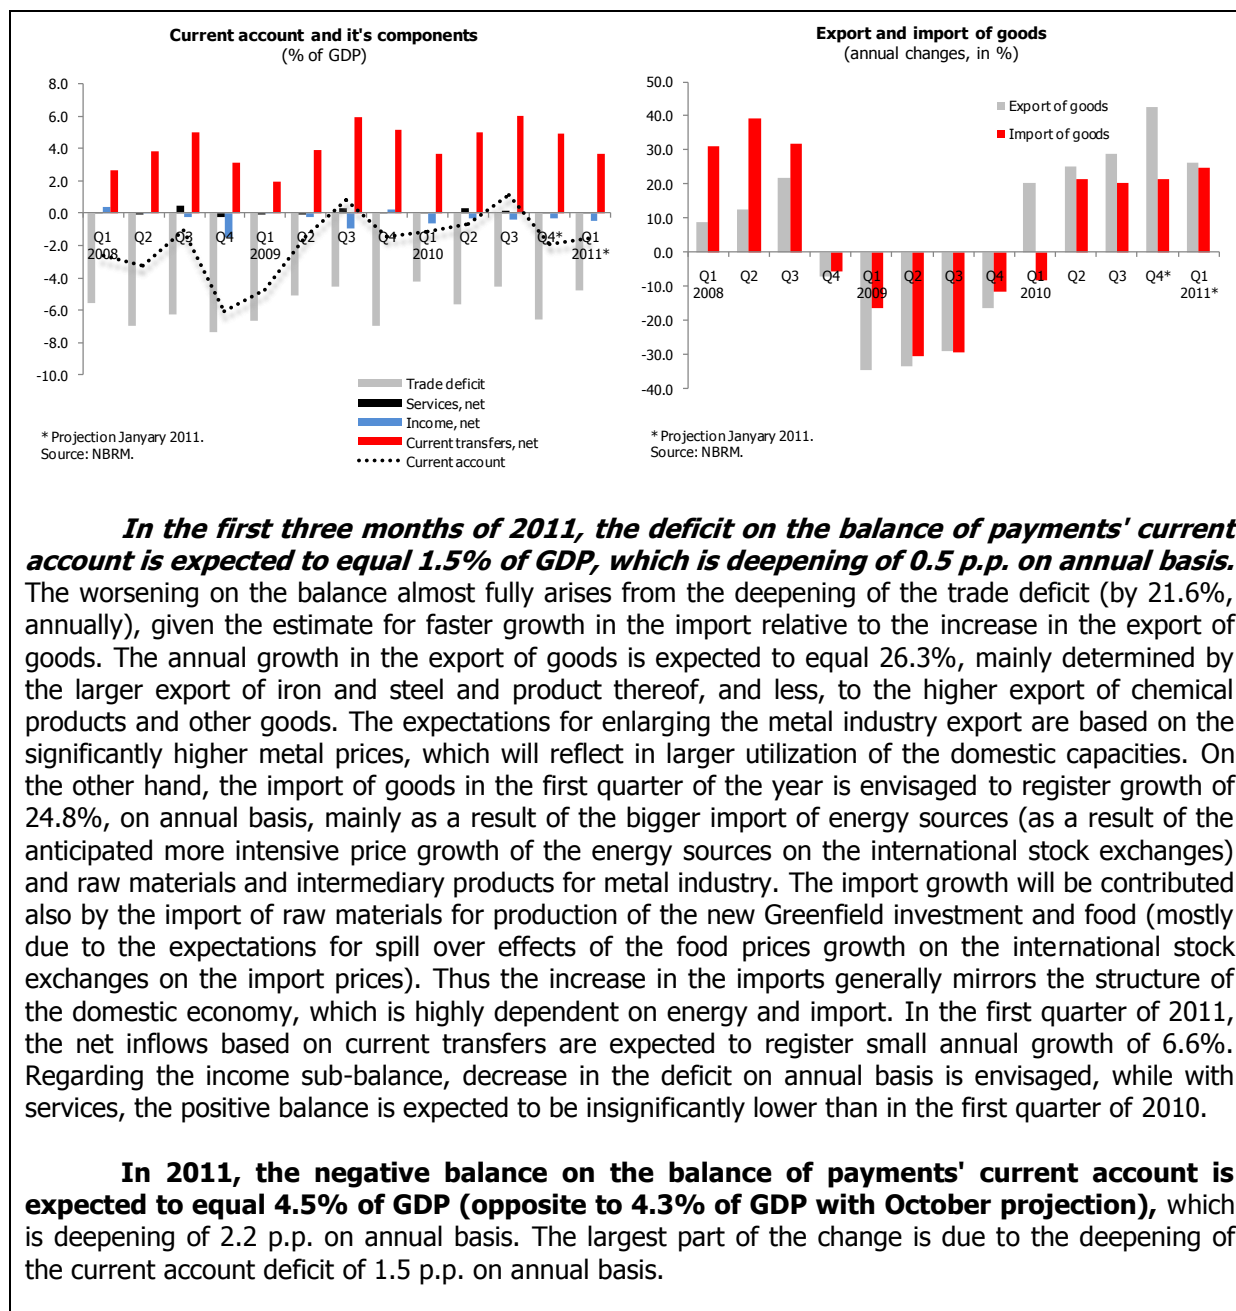 Current account and it's components
(% of GDP)
8.0
6.0
4.0
2.0
0.0
-2.0
-4.0
-6.0
-8.0
-10.0
Q1 Q2 Q3 Q4 Q1 Q2 Q3 Q4 Q1 Q2 Q3 Q4* Q1
2008 2009 2010 2011*
Trade deficit
Services, net
Income, net
Current transfers, net
Current account
* Projection Janyary 2011.
Source: NBRM.
Export and import of goods
(annual changes, in %)
50.0
40.0
30.0
20.0
10.0
0.0
-10.0
-20.0
-30.0
-40.0
Export of goods
Import of goods
Q1 Q2 Q3 Q4 Q1 Q2 Q3 Q4 Q1 Q2 Q3 Q4* Q1
2008 2009 2010 2011*
* Projection Janyary 2011.
Source: NBRM.
In the first three months of 2011, the deficit on the balance of payments' current
account is expected to equal 1.5% of GDP, which is deepening of 0.5 p.p. on annual basis.
The worsening on the balance almost fully arises from the deepening of the trade deficit (by 21.6%,
annually), given the estimate for faster growth in the import relative to the increase in the export of
goods. The annual growth in the export of goods is expected to equal 26.3%, mainly determined by
the larger export of iron and steel and product thereof, and less, to the higher export of chemical
products and other goods. The expectations for enlarging the metal industry export are based on the
significantly higher metal prices, which will reflect in larger utilization of the domestic capacities. On
the other hand, the import of goods in the first quarter of the year is envisaged to register growth of
24.8%, on annual basis, mainly as a result of the bigger import of energy sources (as a result of the
anticipated more intensive price growth of the energy sources on the international stock exchanges)
and raw materials and intermediary products for metal industry. The import growth will be contributed
also by the import of raw materials for production of the new Greenfield investment and food (mostly
due to the expectations for spill over effects of the food prices growth on the international stock
exchanges on the import prices). Thus the increase in the imports generally mirrors the structure of
the domestic economy, which is highly dependent on energy and import. In the first quarter of 2011,
the net inflows based on current transfers are expected to register small annual growth of 6.6%.
Regarding the income sub-balance, decrease in the deficit on annual basis is envisaged, while with
services, the positive balance is expected to be insignificantly lower than in the first quarter of 2010.
In 2011, the negative balance on the balance of payments' current account is
expected to equal 4.5% of GDP (opposite to 4.3% of GDP with October projection), which
is deepening of 2.2 p.p. on annual basis. The largest part of the change is due to the deepening of
the current account deficit of 1.5 p.p. on annual basis.